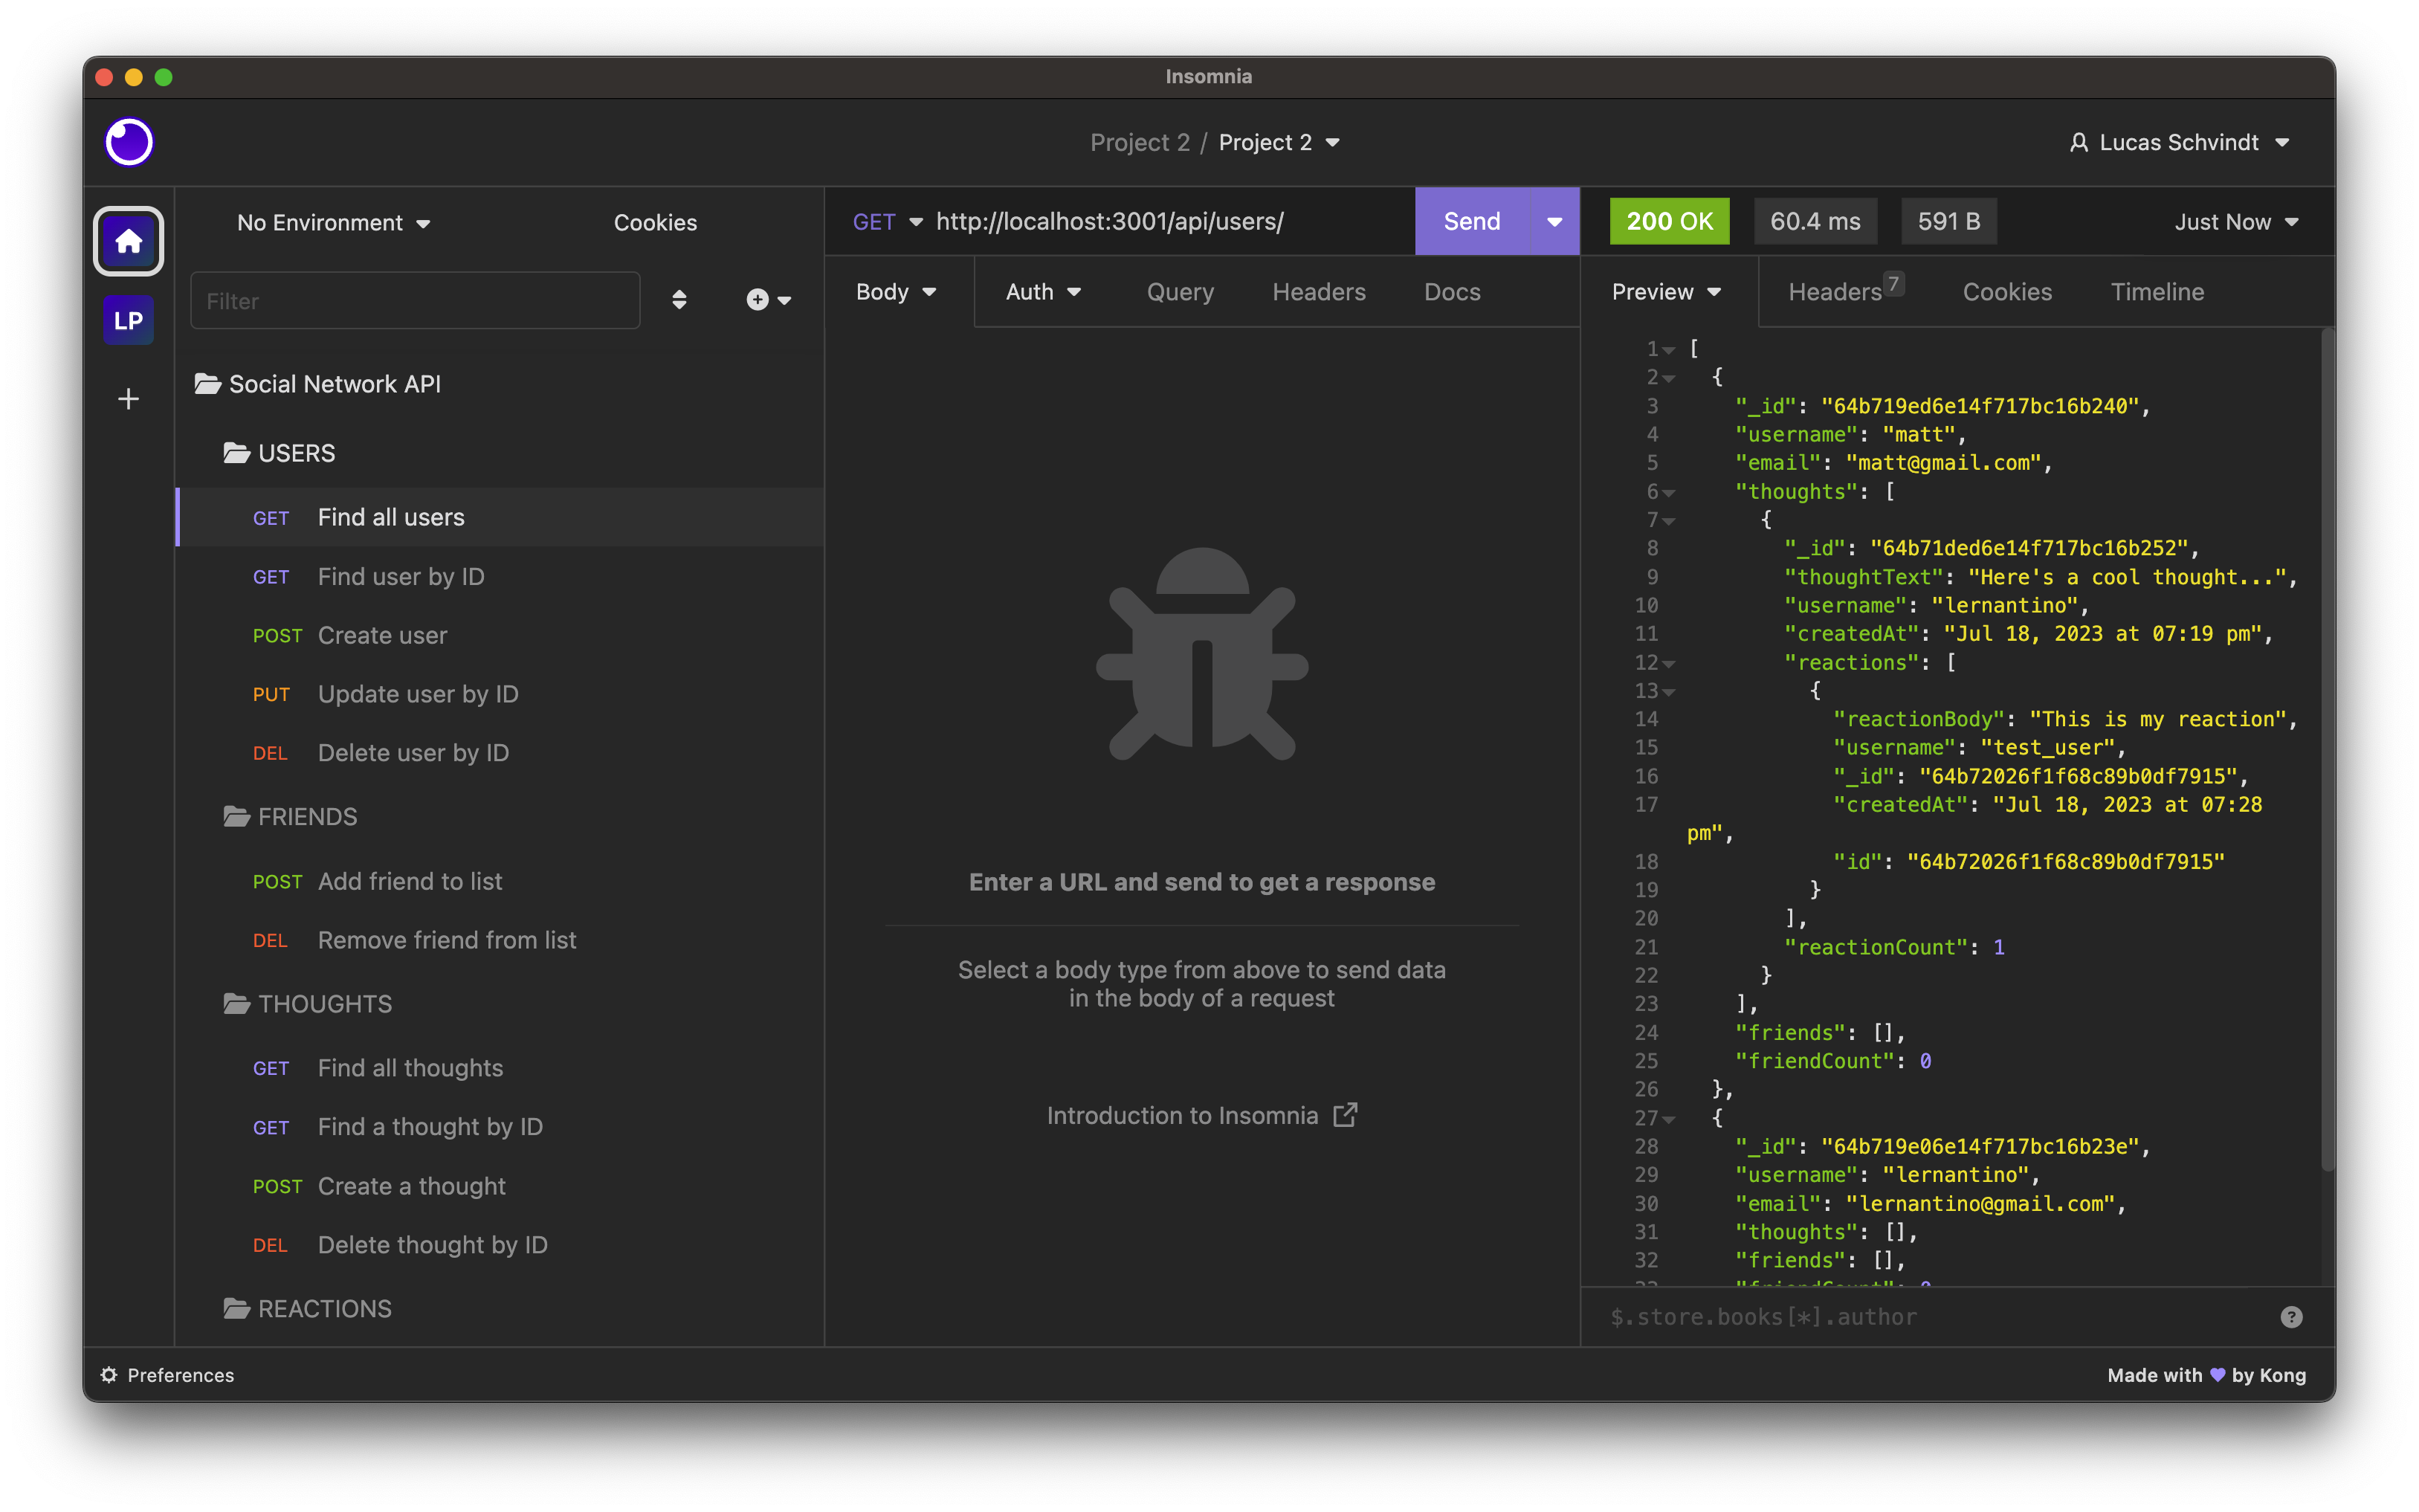 Insomnia
Project 2 / Project 2
Lucas Schvindt
LP
No Environment
Cookies
Filter
Social Network API
USERS
GET Find all users
GET Find user by ID
POST Create user
PUT Update user by ID
DEL Delete user by ID
FRIENDS
POST Add friend to list
DEL Remove friend from list
THOUGHTS
GET Find all thoughts
GET Find a thought by ID
POST Create a thought
DEL Delete thought by ID
REACTIONS
GET http://localhost:3001/api/users/ Send
Body Auth Query Headers Docs
Enter a URL and send to get a response
Select a body type from above to send data
in the body of a request
Introduction to Insomnia
200 OK 60.4 ms 591 B Just Now
Preview Headers 7 Cookies Timeline
1 [
2 {
3 "_id": "64b719ed6e14f717bc16b240",
4 "username": "matt",
5 "email": "matt@gmail.com",
6 "thoughts": [
7 {
8 "_id": "64b71ded6e14f717bc16b252",
9 "thoughtText": "Here's a cool thought...",
10 "username": "lernantino",
11 "createdAt": "Jul 18, 2023 at 07:19 pm",
12 "reactions": [
13 {
14 "reactionBody": "This is my reaction",
15 "username": "test_user",
16 "_id": "64b72026f1f68c89b0df7915",
17 "createdAt": "Jul 18, 2023 at 07:28
pm",
18 "id": "64b72026f1f68c89b0df7915"
19 }
20 ],
21 "reactionCount": 1
22 }
23 ],
24 "friends": [],
25 "friendCount": 0
26 },
27 {
28 "_id": "64b719e06e14f717bc16b23e",
29 "username": "lernantino",
30 "email": "lernantino@gmail.com",
31 "thoughts": [],
32 "friends": [],
33 "friendCount": 0
$.store.books[*].author
Preferences
Made with by Kong